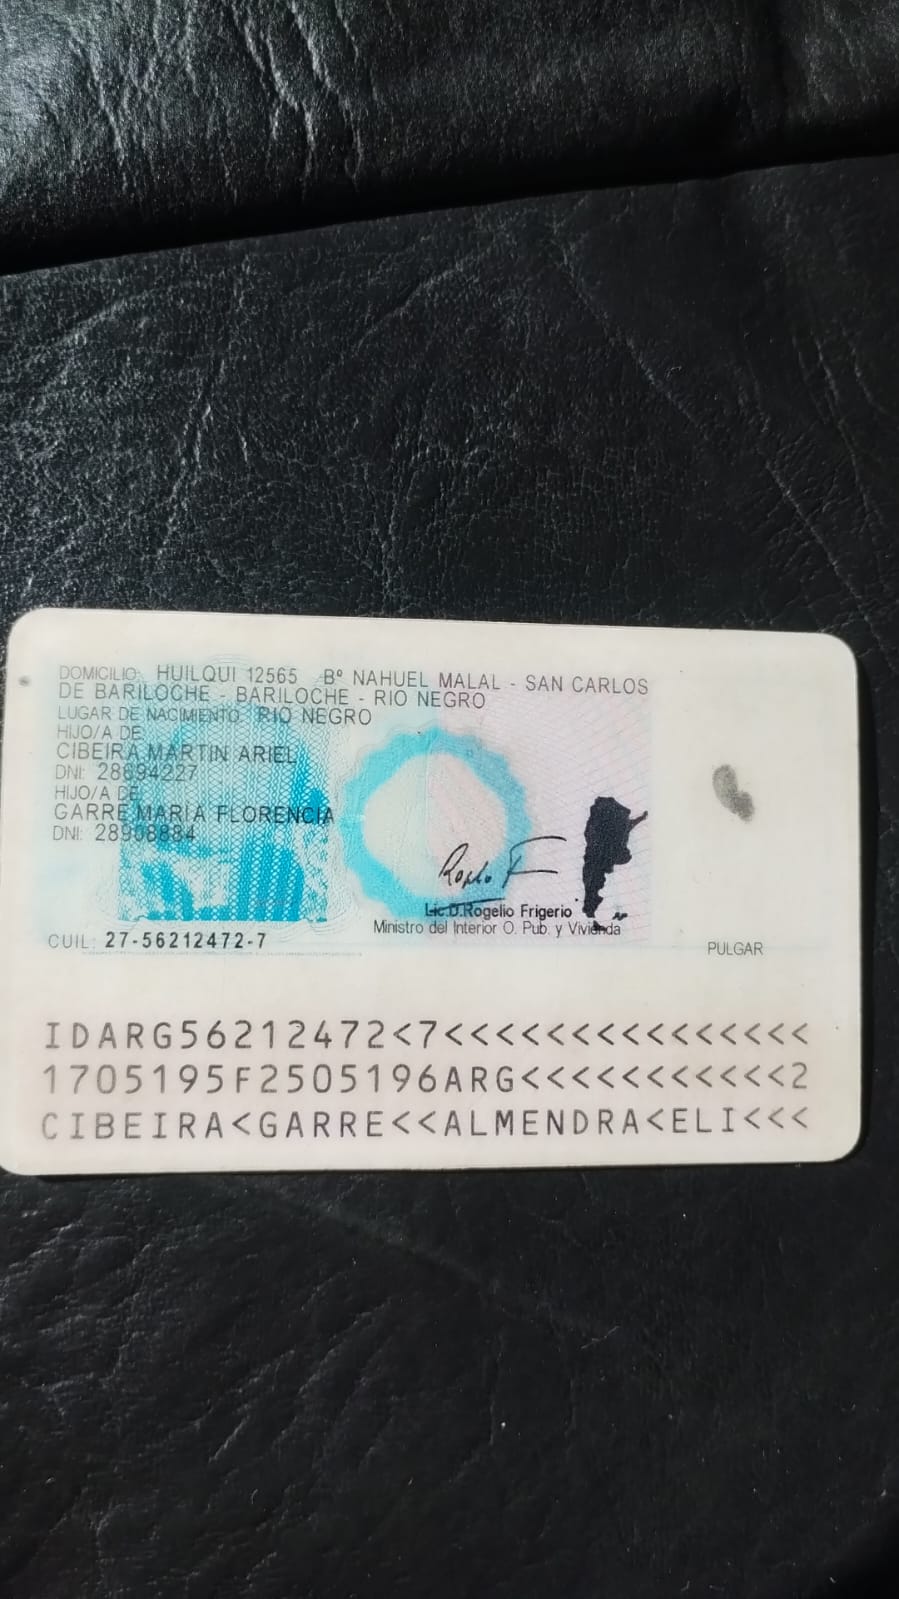 DOMICILIO: HUILQUI 12565 Bº NAHUEL MALAL - SAN CARLOS
DE BARILOCHE - BARILOCHE - RIO NEGRO
LUGAR DE NACIMIENTO: RIO NEGRO
HIJO/A DE:
CIBEIRA MARTIN ARIEL
DNI: 28694227
HIJO/A DE:
GARRE MARIA FLORENCIA
DNI: 28908884
Lic.D.Rogelio Frigerio
Ministro del Interior O. Pub. y Vivienda
CUIL: 27-56212472-7
PULGAR
IDARG56212472<7<<<<<<<<<<<<<<<
1705195F2505196ARG<<<<<<<<<<<2
CIBEIRA<GARRE<<ALMENDRA<ELI<<<